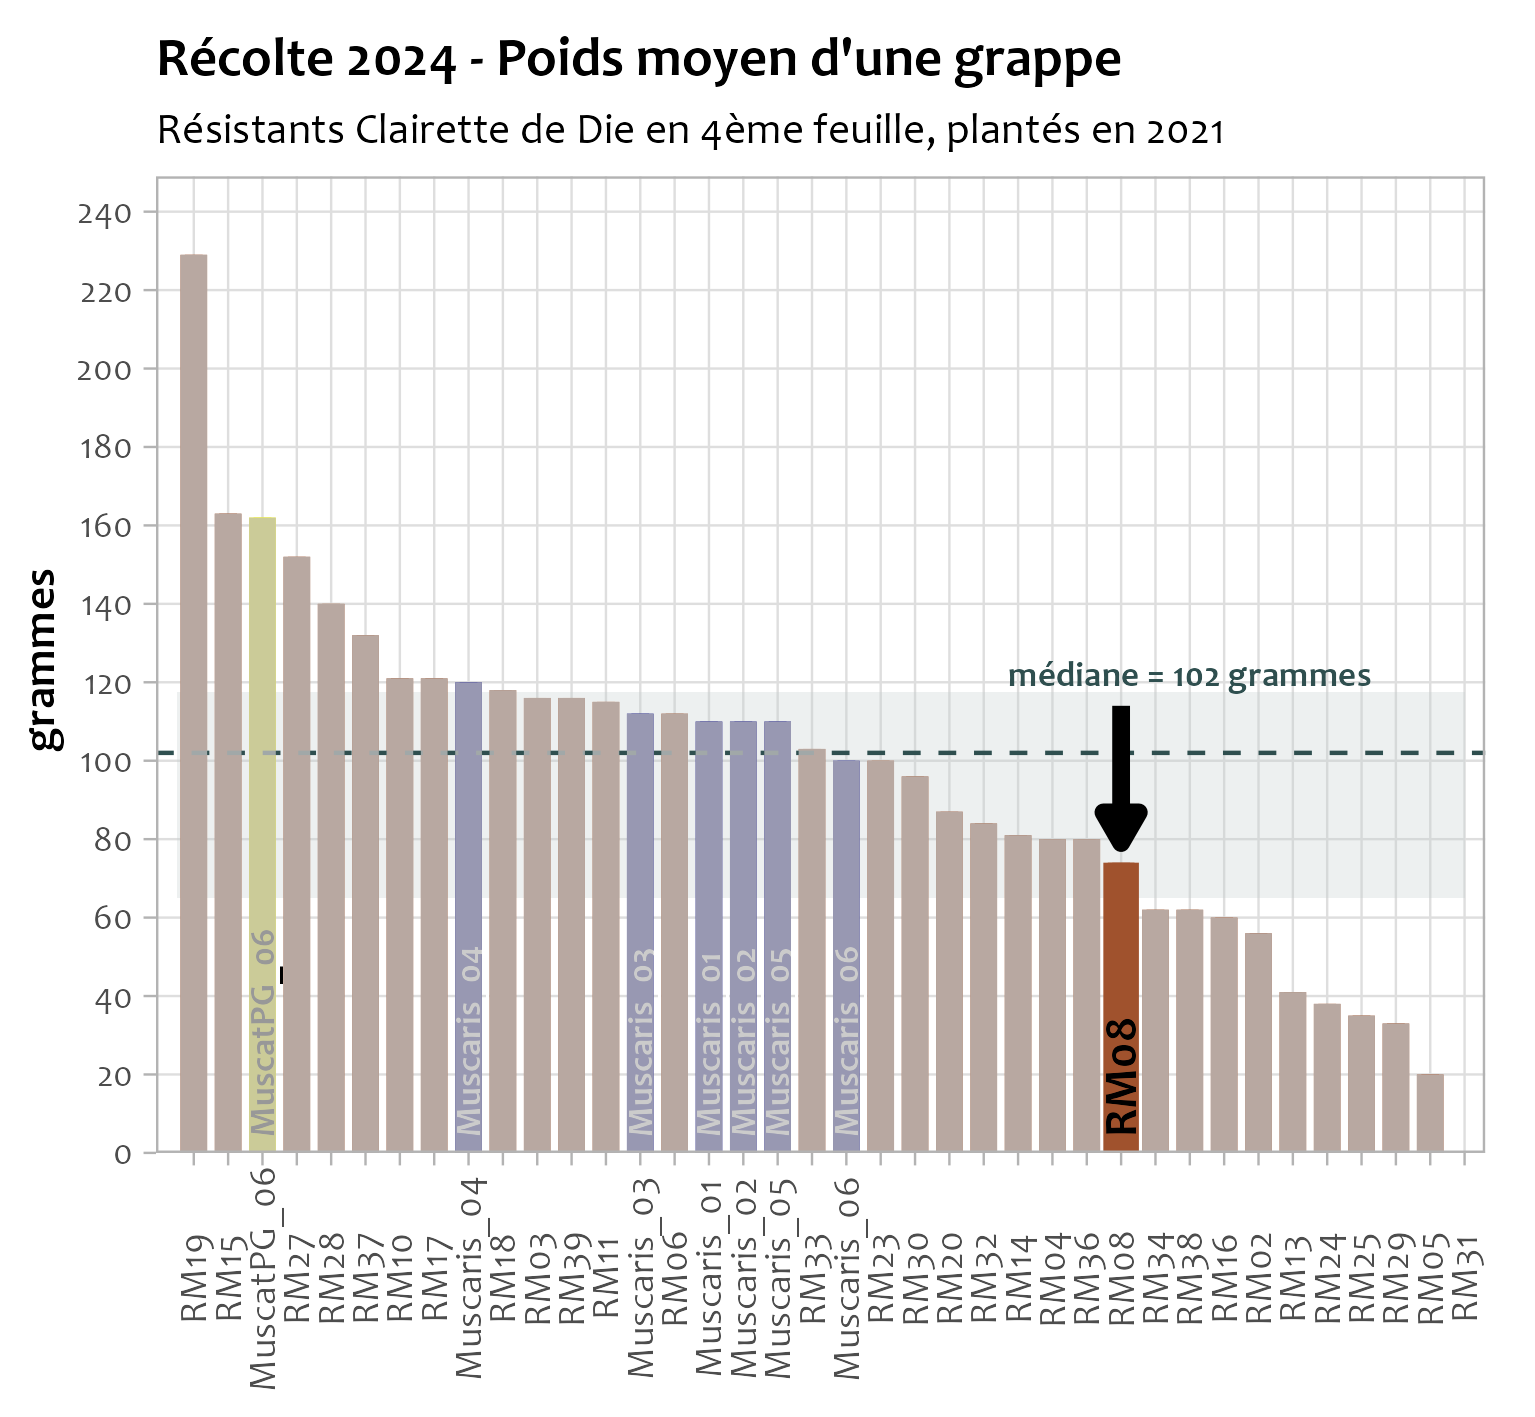 Récolte 2024 - Poids moyen d'une grappe
Résistants Clairette de Die en 4ème feuille, plantés en 2021
grammes
240
220
200
180
160
140
120
100
80
60
40
20
0
médiane = 102 grammes
MuscatPG_06
Muscaris_04
Muscaris_03
Muscaris_01
Muscaris_02
Muscaris_05
Muscaris_06
RM08
RM19
RM15
MuscatPG_06
RM27
RM28
RM37
RM10
RM17
Muscaris_04
RM18
RM03
RM39
RM11
Muscaris_03
RM06
Muscaris_01
Muscaris_02
Muscaris_05
RM33
Muscaris_06
RM23
RM30
RM20
RM32
RM14
RM04
RM36
RM08
RM34
RM38
RM16
RM02
RM13
RM24
RM25
RM29
RM05
RM31